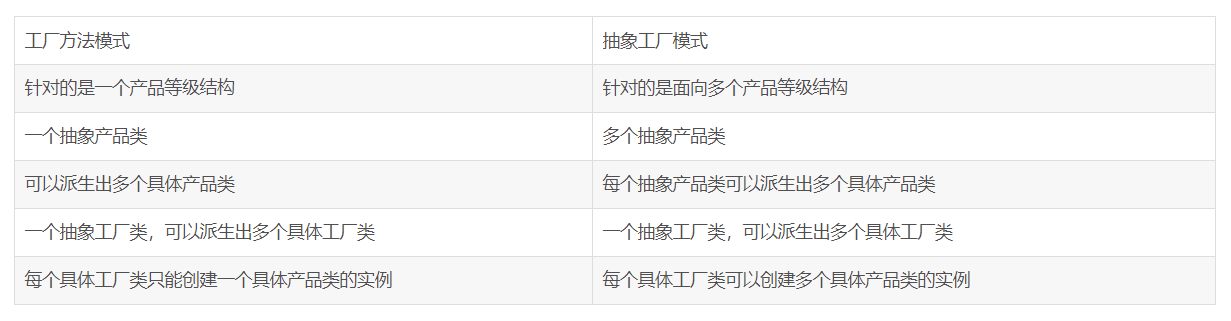 工厂方法模式 抽象工厂模式
针对的是一个产品等级结构 针对的是面向多个产品等级结构
一个抽象产品类 多个抽象产品类
可以派生出多个具体产品类 每个抽象产品类可以派生出多个具体产品类
一个抽象工厂类，可以派生出多个具体工厂类 一个抽象工厂类，可以派生出多个具体工厂类
每个具体工厂类只能创建一个具体产品类的实例 每个具体工厂类可以创建多个具体产品类的实例